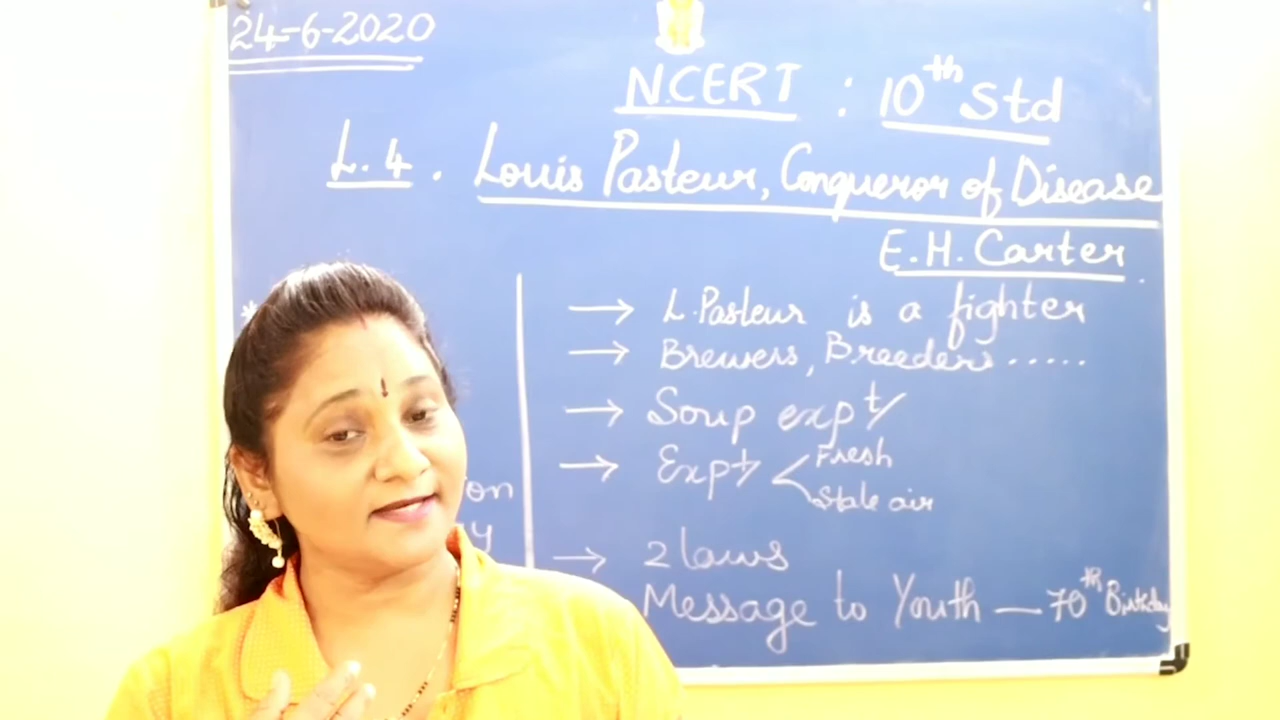 24-6-2020
N.CERT : 10th Std
L. 4. Louis Pasteur, Conqueror of Disease
E.H. Carter
→ L.Pasteur is a fighter
→ Brewers, Breeders.....
→ Soup expt/
→ Expt/ < Fresh
Stale air
→ 2 laws
Message to Youth — 70th Birthday